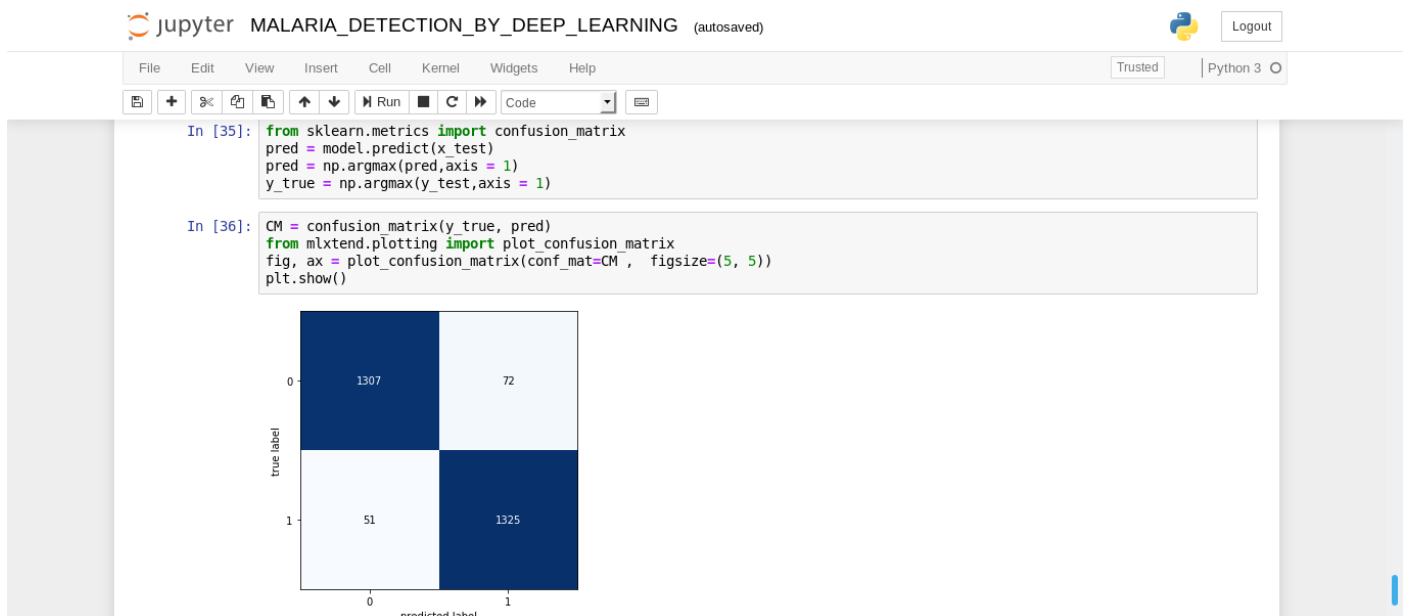 jupyter MALARIA_DETECTION_BY_DEEP_LEARNING (autosaved) Logout
File Edit View Insert Cell Kernel Widgets Help Trusted Python 3
Run Code
In [35]: from sklearn.metrics import confusion_matrix
pred = model.predict(x_test)
pred = np.argmax(pred,axis = 1)
y_true = np.argmax(y_test,axis = 1)
In [36]: CM = confusion_matrix(y_true, pred)
from mlxtend.plotting import plot_confusion_matrix
fig, ax = plot_confusion_matrix(conf_mat=CM ,  figsize=(5, 5))
plt.show()
0 1307 72
true label
1 51 1325
0 1
predicted label